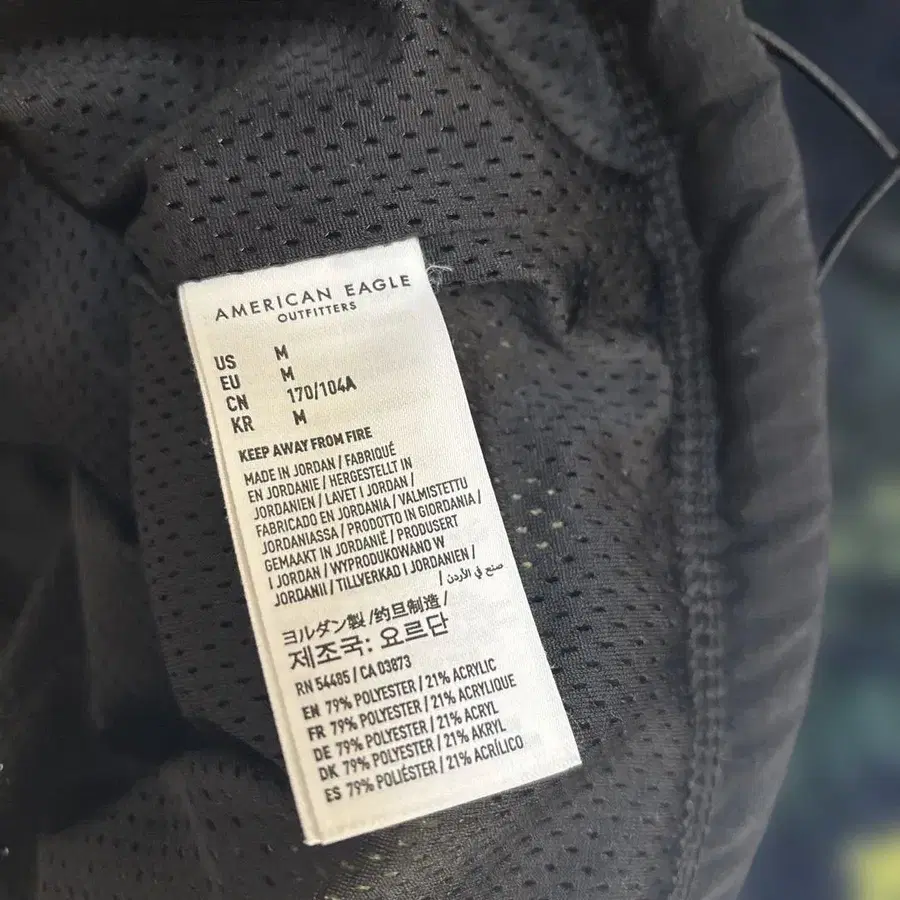 AMERICAN EAGLE
OUTFITTERS
US M
EU M
CN 170/104A
KR M
KEEP AWAY FROM FIRE
MADE IN JORDAN / FABRIQUÉ
EN JORDANIE / HERGESTELLT IN
JORDANIEN / LAVET I JORDAN /
FABRICADO EN JORDANIA / VALMISTETTU
JORDANIASSA / PRODOTTO IN GIORDANIA /
GEMAAKT IN JORDANIË / PRODUSERT
I JORDAN / WYPRODUKOWANO W
JORDANII / TILLVERKAD I JORDANIEN /
صنع في الأردن /
ヨルダン製 /约旦制造 /
제조국: 요르단
RN 54485 / CA 03873
EN 79% POLYESTER / 21% ACRYLIC
FR 79% POLYESTER / 21% ACRYLIQUE
DE 79% POLYESTER / 21% ACRYL
DK 79% POLYESTER / 21% AKRYL
ES 79% POLIÉSTER / 21% ACRÍLICO